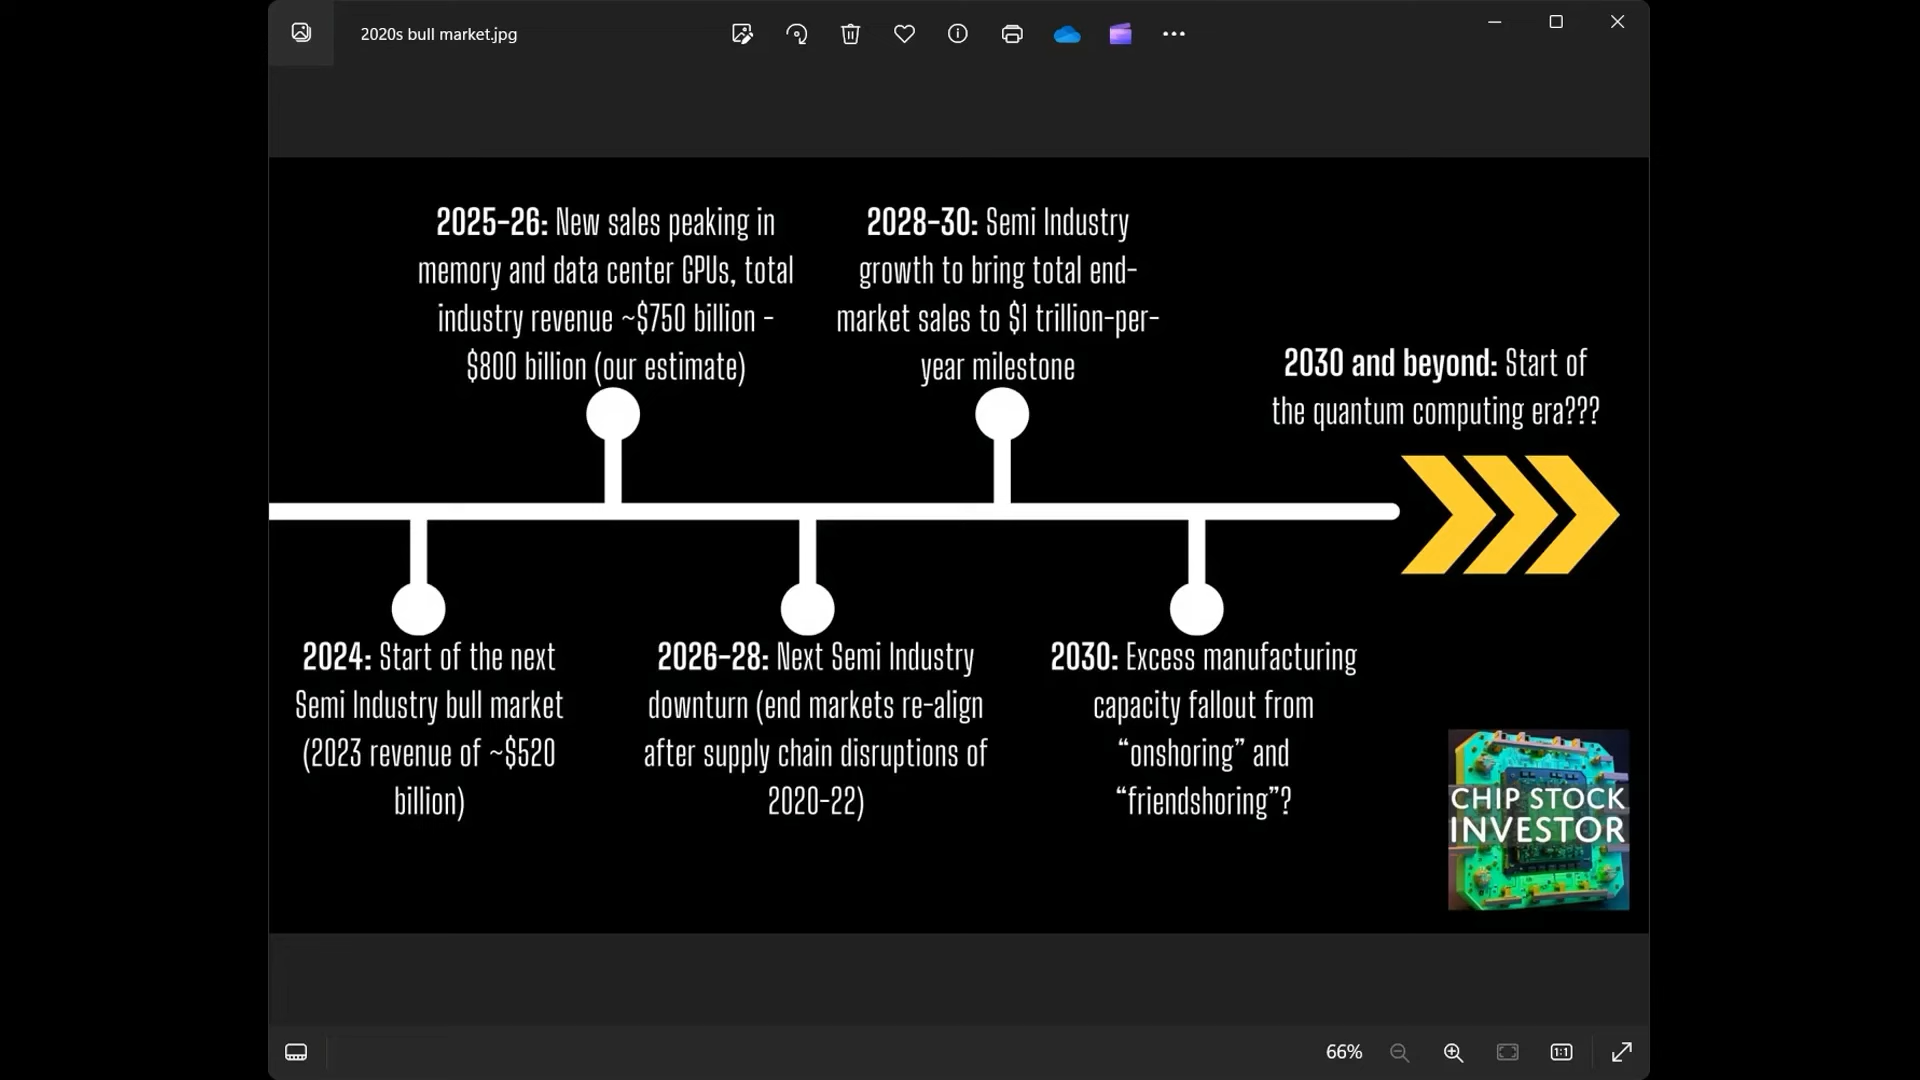 2020s bull market.jpg
2025-26: New sales peaking in
memory and data center GPUs, total
industry revenue ~$750 billion -
$800 billion (our estimate)
2028-30: Semi Industry
growth to bring total end-
market sales to $1 trillion-per-
year milestone
2030 and beyond: Start of
the quantum computing era???
2024: Start of the next
Semi Industry bull market
(2023 revenue of ~$520
billion)
2026-28: Next Semi Industry
downturn (end markets re-align
after supply chain disruptions of
2020-22)
2030: Excess manufacturing
capacity fallout from
“onshoring” and
“friendshoring”?
CHIP STOCK
INVESTOR
66%
1:1